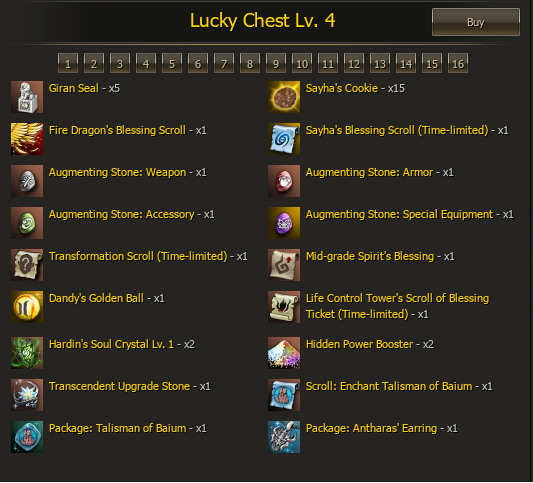 Lucky Chest Lv. 4
Buy
1 2 3 4 5 6 7 8 9 10 11 12 13 14 15 16
Giran Seal - x5
Sayha's Cookie - x15
Fire Dragon's Blessing Scroll - x1
Sayha's Blessing Scroll (Time-limited) - x1
Augmenting Stone: Weapon - x1
Augmenting Stone: Armor - x1
Augmenting Stone: Accessory - x1
Augmenting Stone: Special Equipment - x1
Transformation Scroll (Time-limited) - x1
Mid-grade Spirit's Blessing - x1
Dandy's Golden Ball - x1
Life Control Tower's Scroll of Blessing
Ticket (Time-limited) - x1
Hardin's Soul Crystal Lv. 1 - x2
Hidden Power Booster - x2
Transcendent Upgrade Stone - x1
Scroll: Enchant Talisman of Baium - x1
Package: Talisman of Baium - x1
Package: Antharas' Earring - x1